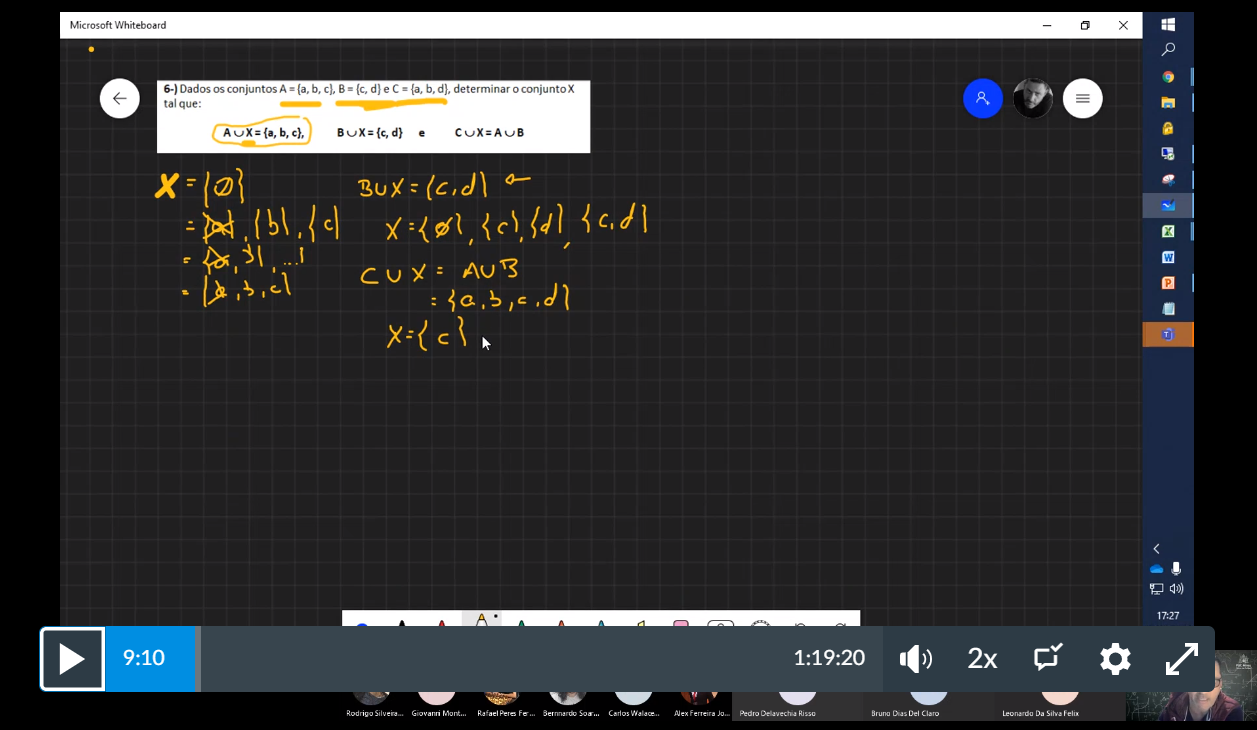 Microsoft Whiteboard
6-) Dados os conjuntos A = {a, b, c}, B = {c, d} e C = {a, b, d}, determinar o conjunto X
tal que:
A ∪ X = {a, b, c}, B ∪ X = {c, d} e C ∪ X = A ∪ B
X = {∅}
= {a}, {b}, {c}
= {a, b}, ...
= {a, b, c}
B∪X = {c, d} ←
X = {∅}, {c}, {d}, {c, d}
C ∪ X = A∪B
= {a, b, c, d}
X = {c}
17:27
9:10
1:19:20
2x
Rodrigo Silveira...
Giovanni Mont...
Rafael Peres Fer...
Bernnardo Soar...
Carlos Walace...
Alex Ferreira Jo...
Pedro Delavechia Risso
Bruno Dias Del Claro
Leonardo Da Silva Felix